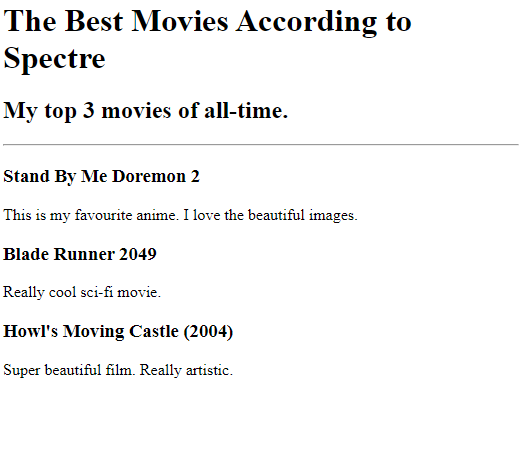 The Best Movies According to
Spectre
My top 3 movies of all-time.
Stand By Me Doremon 2
This is my favourite anime. I love the beautiful images.
Blade Runner 2049
Really cool sci-fi movie.
Howl's Moving Castle (2004)
Super beautiful film. Really artistic.